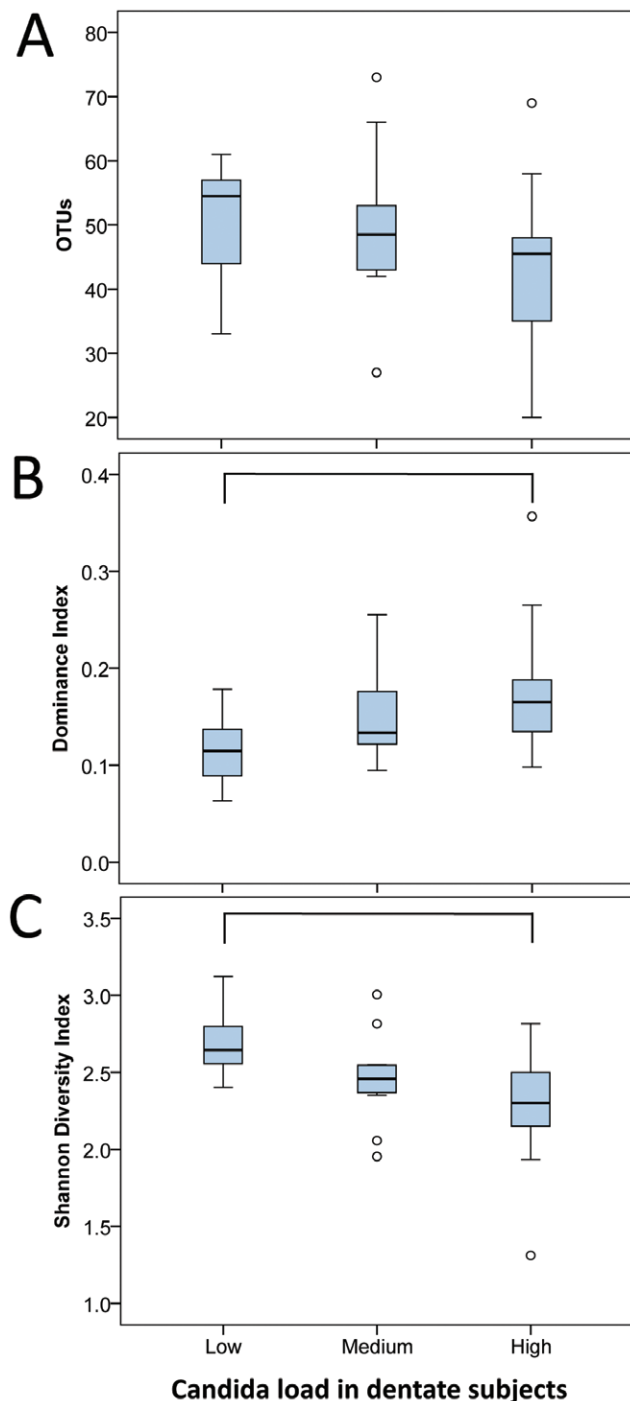 A
80
70
60
50
40
30
20
OTUs
B
0.4
0.3
0.2
0.1
0.0
Dominance Index
C
3.5
3.0
2.5
2.0
1.5
1.0
Shannon Diversity Index
Low Medium High
Candida load in dentate subjects